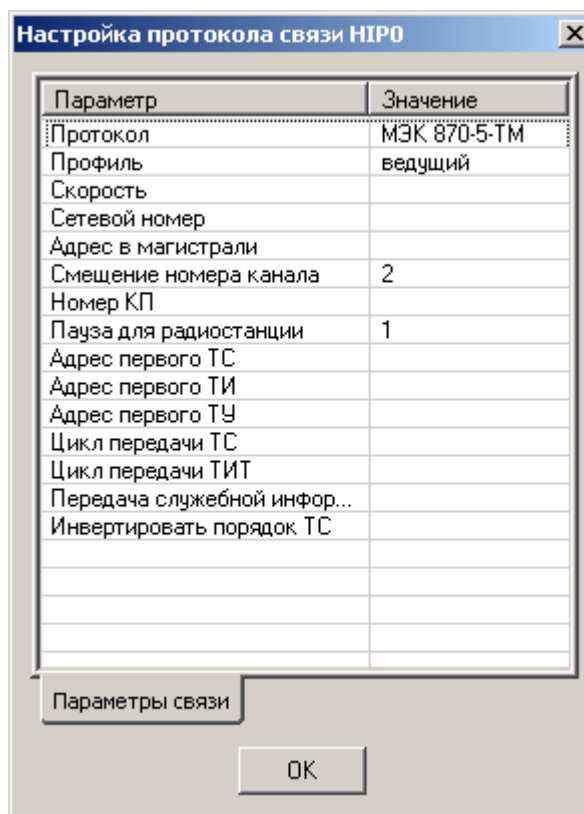 Настройка протокола связи HIP0
Параметр Значение
Протокол МЭК 870-5-ТМ
Профиль ведущий
Скорость
Сетевой номер
Адрес в магистрали
Смещение номера канала 2
Номер КП
Пауза для радиостанции 1
Адрес первого ТС
Адрес первого ТИ
Адрес первого ТУ
Цикл передачи ТС
Цикл передачи ТИТ
Передача служебной инфор...
Инвертировать порядок ТС
Параметры связи
OK